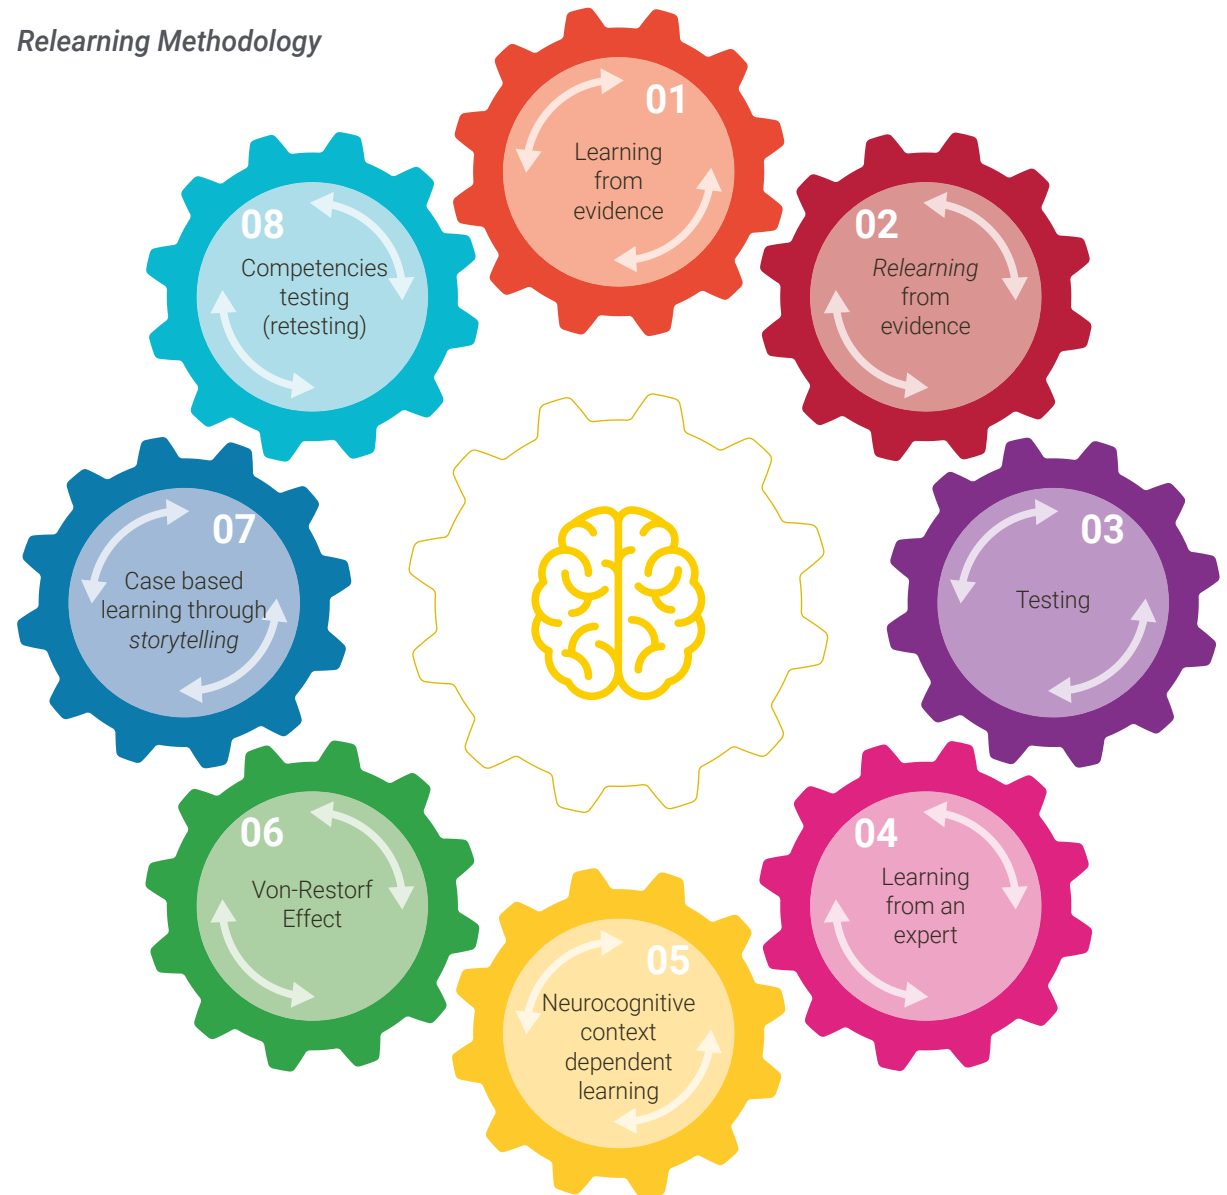 Relearning Methodology
01
Learning
from
evidence
02
Relearning
from
evidence
03
Testing
04
Learning
from an
expert
05
Neurocognitive
context
dependent
learning
06
Von-Restorf
Effect
07
Case based
learning through
storytelling
08
Competencies
testing
(retesting)